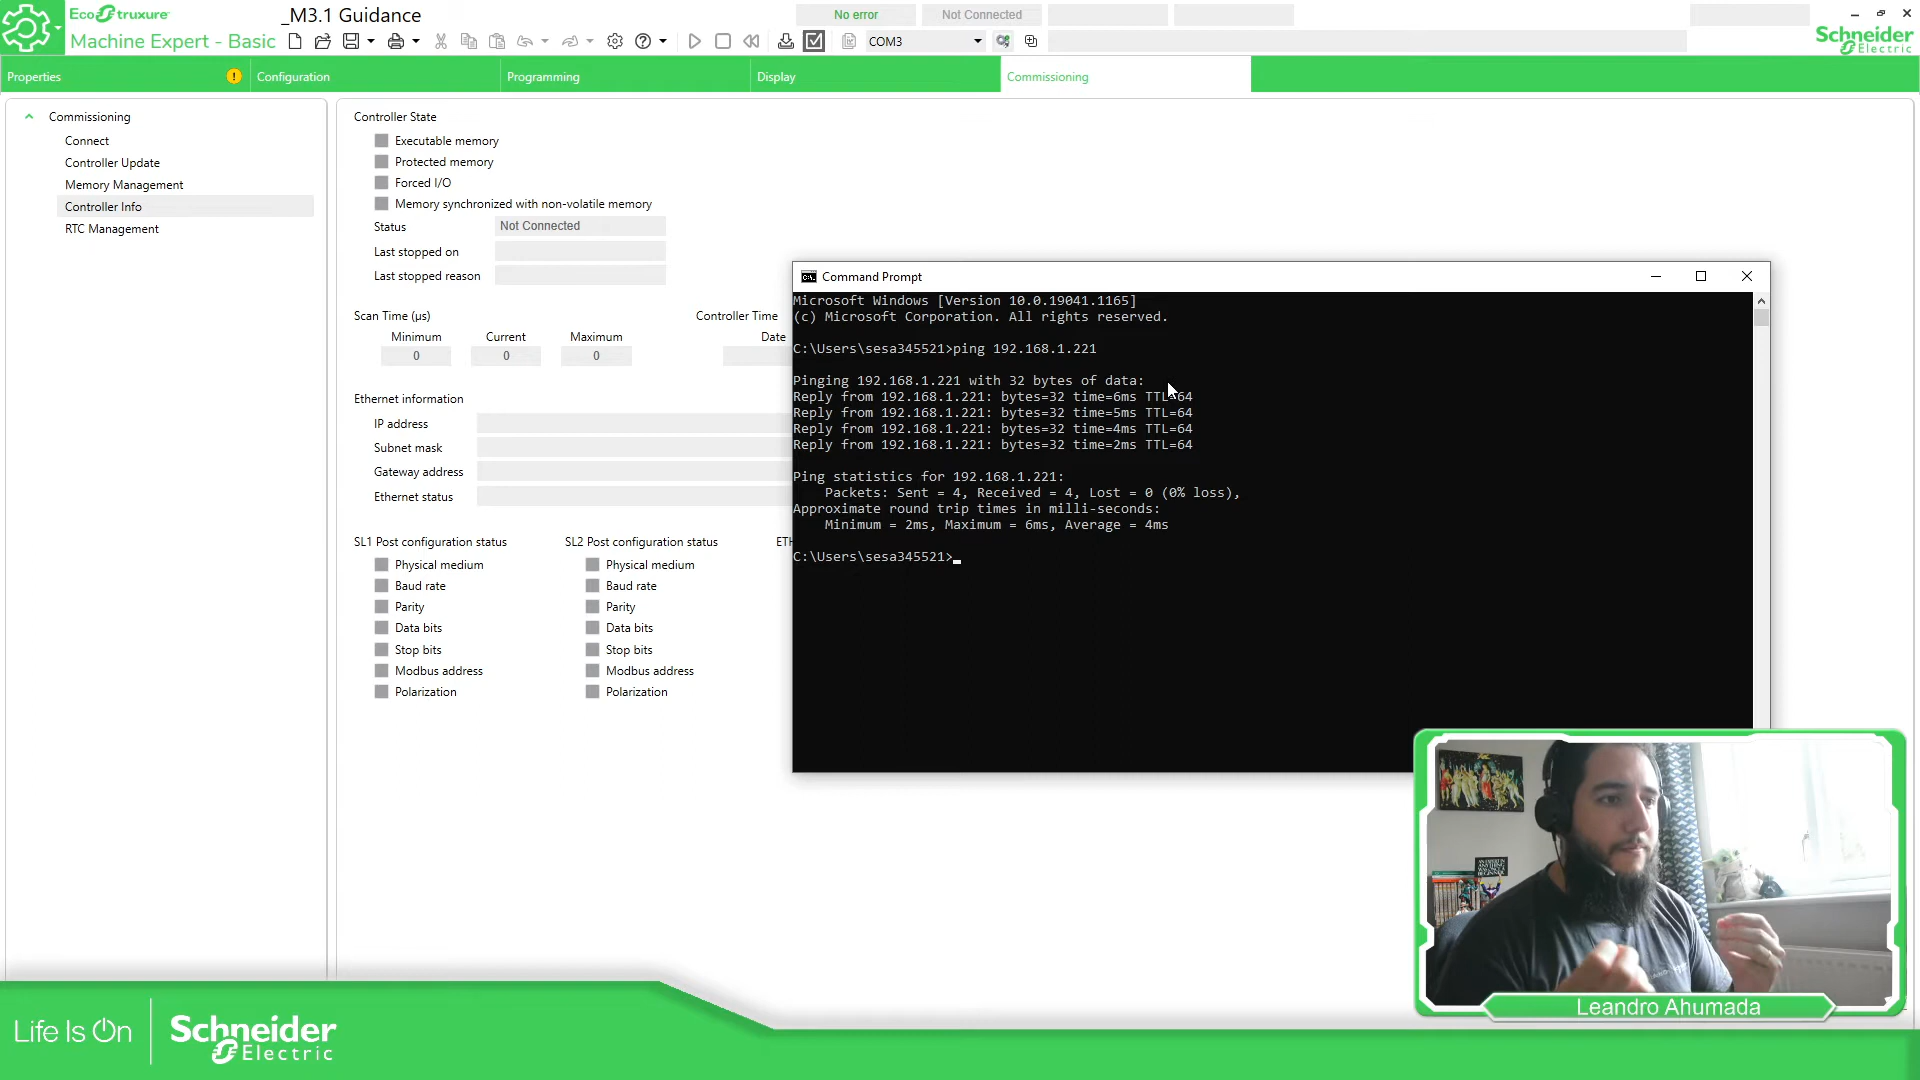 EcoStruxure
Machine Expert - Basic
_M3.1 Guidance
No error
Not Connected
COM3
Schneider
Electric
Properties
Configuration
Programming
Display
Commissioning
Commissioning
Connect
Controller Update
Memory Management
Controller Info
RTC Management
Controller State
Executable memory
Protected memory
Forced I/O
Memory synchronized with non-volatile memory
Status
Not Connected
Last stopped on
Last stopped reason
Scan Time (µs)
Minimum
Current
Maximum
0
0
0
Controller Time
Date
Ethernet information
IP address
Subnet mask
Gateway address
Ethernet status
SL1 Post configuration status
Physical medium
Baud rate
Parity
Data bits
Stop bits
Modbus address
Polarization
SL2 Post configuration status
Physical medium
Baud rate
Parity
Data bits
Stop bits
Modbus address
Polarization
ETH
Command Prompt
Microsoft Windows [Version 10.0.19041.1165]
(c) Microsoft Corporation. All rights reserved.
C:\Users\sesa345521>ping 192.168.1.221
Pinging 192.168.1.221 with 32 bytes of data:
Reply from 192.168.1.221: bytes=32 time=6ms TTL=64
Reply from 192.168.1.221: bytes=32 time=5ms TTL=64
Reply from 192.168.1.221: bytes=32 time=4ms TTL=64
Reply from 192.168.1.221: bytes=32 time=2ms TTL=64
Ping statistics for 192.168.1.221:
Packets: Sent = 4, Received = 4, Lost = 0 (0% loss),
Approximate round trip times in milli-seconds:
Minimum = 2ms, Maximum = 6ms, Average = 4ms
C:\Users\sesa345521>
AN EXPERT IN
ANYTHING
WAS ONCE A
BEGINNER
Leandro Ahumada
Life Is On
Schneider
Electric